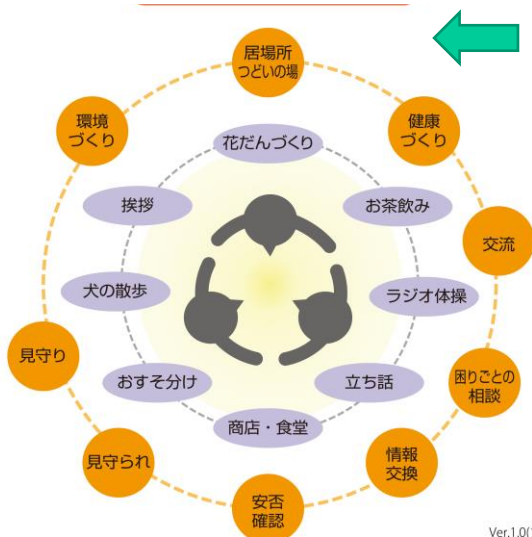 居場所
つどいの場
環境
づくり
健康
づくり
花だんづくり
挨拶
お茶飲み
交流
犬の散歩
ラジオ体操
見守り
おすそ分け
立ち話
困りごとの
相談
商店・食堂
見守られ
情報
交換
安否
確認
Ver.1.0(